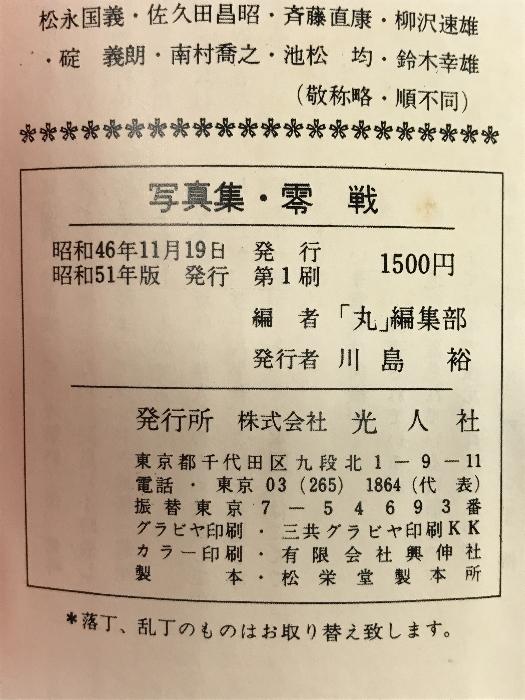 松永国義・佐久田昌昭・斉藤直康・柳沢速雄
・碇　義朗・南村喬之・池松　均・鈴木幸雄
（敬称略・順不同）
写真集・零　戦
昭和46年11月19日　発　行
昭和51年版　発行　第1刷
1500円
編　者　「丸」編集部
発行者　川島　裕
発行所　株式会社　光人社
東京都千代田区九段北1－9－11
電話・東京03（265）1864（代表）
振替東京7－54693番
グラビヤ印刷・三共グラビヤ印刷KK
カラー印刷・有限会社興伸社
製　本・松栄堂製本所
＊落丁、乱丁のものはお取り替え致します。